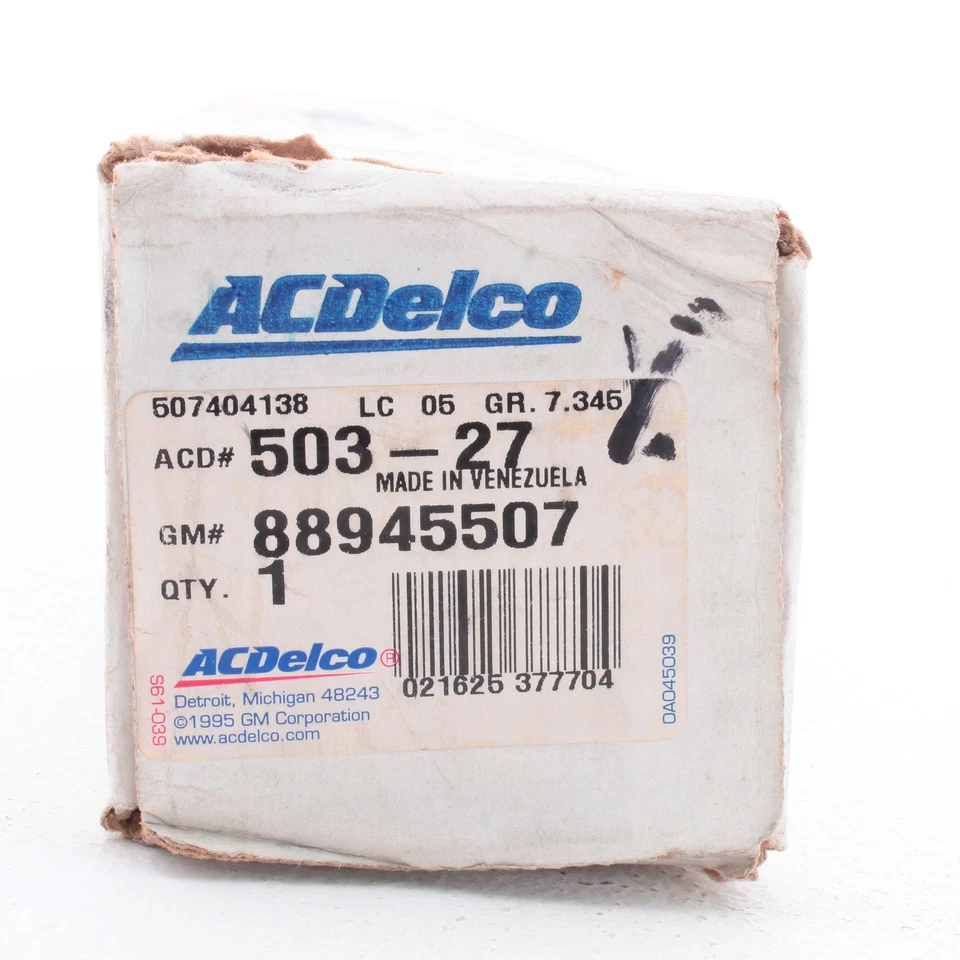 ACDelco
507404138 LC 05 GR. 7.345
ACD# 503-27
MADE IN VENEZUELA
GM# 88945507
QTY. 1
ACDelco®
021625 377704
Detroit, Michigan 48243
©1995 GM Corporation
www.acdelco.com
S61-039
0A045039